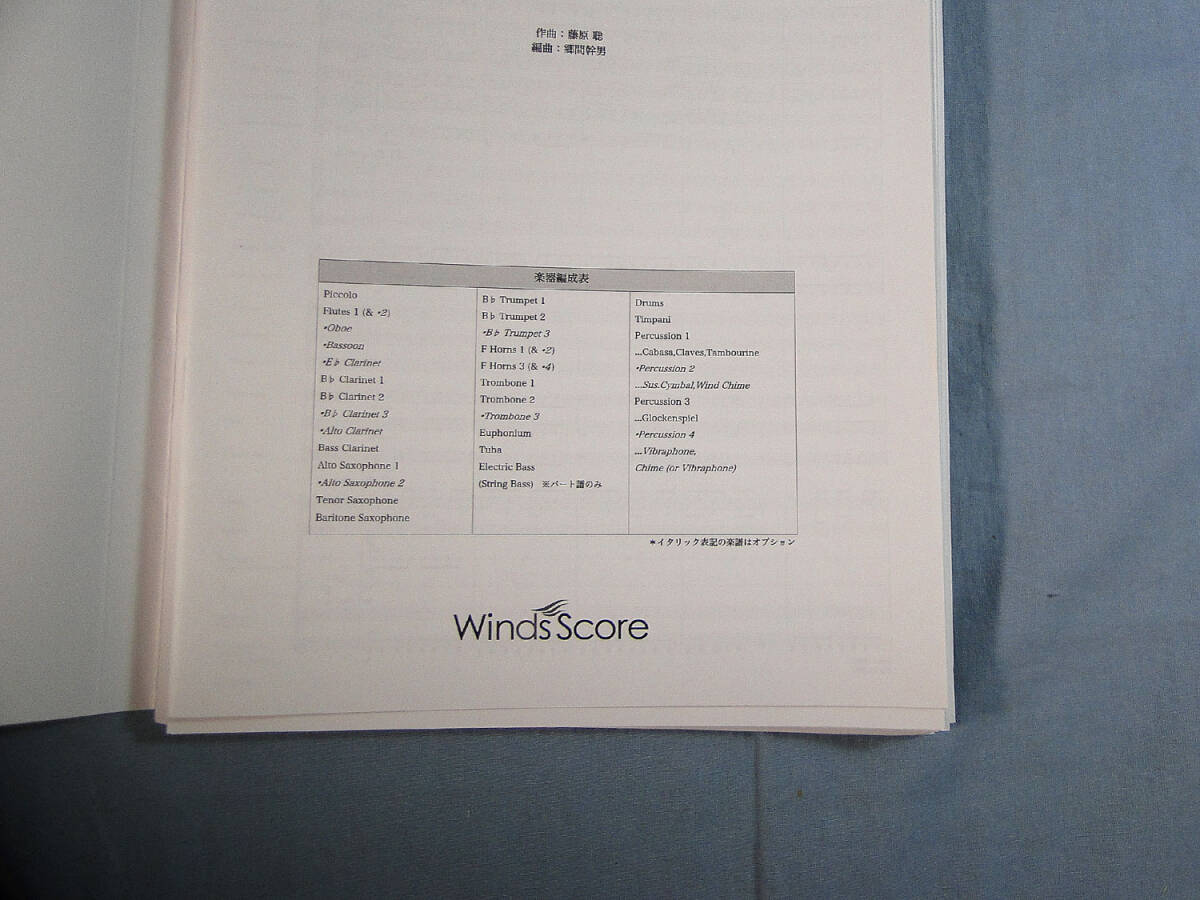 作曲：藤原 聡
編曲：郷間幹男
楽器編成表
Piccolo
Flutes 1 (& *2)
*Oboe
*Bassoon
*E♭ Clarinet
B♭ Clarinet 1
B♭ Clarinet 2
*B♭ Clarinet 3
*Alto Clarinet
Bass Clarinet
Alto Saxophone 1
*Alto Saxophone 2
Tenor Saxophone
Baritone Saxophone
B♭ Trumpet 1
B♭ Trumpet 2
*B♭ Trumpet 3
F Horns 1 (& *2)
F Horns 3 (& *4)
Trombone 1
Trombone 2
*Trombone 3
Euphonium
Tuba
Electric Bass
(String Bass) ※パート譜のみ
Drums
Timpani
Percussion 1
...Cabasa,Claves,Tambourine
*Percussion 2
...Sus.Cymbal,Wind Chime
Percussion 3
...Glockenspiel
*Percussion 4
...Vibraphone,
Chime (or Vibraphone)
*イタリック表記の楽譜はオプション
Winds Score